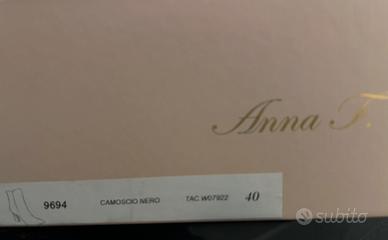 Anna F.
9694 CAMOSCIO NERO TAC.W07922 40
subito